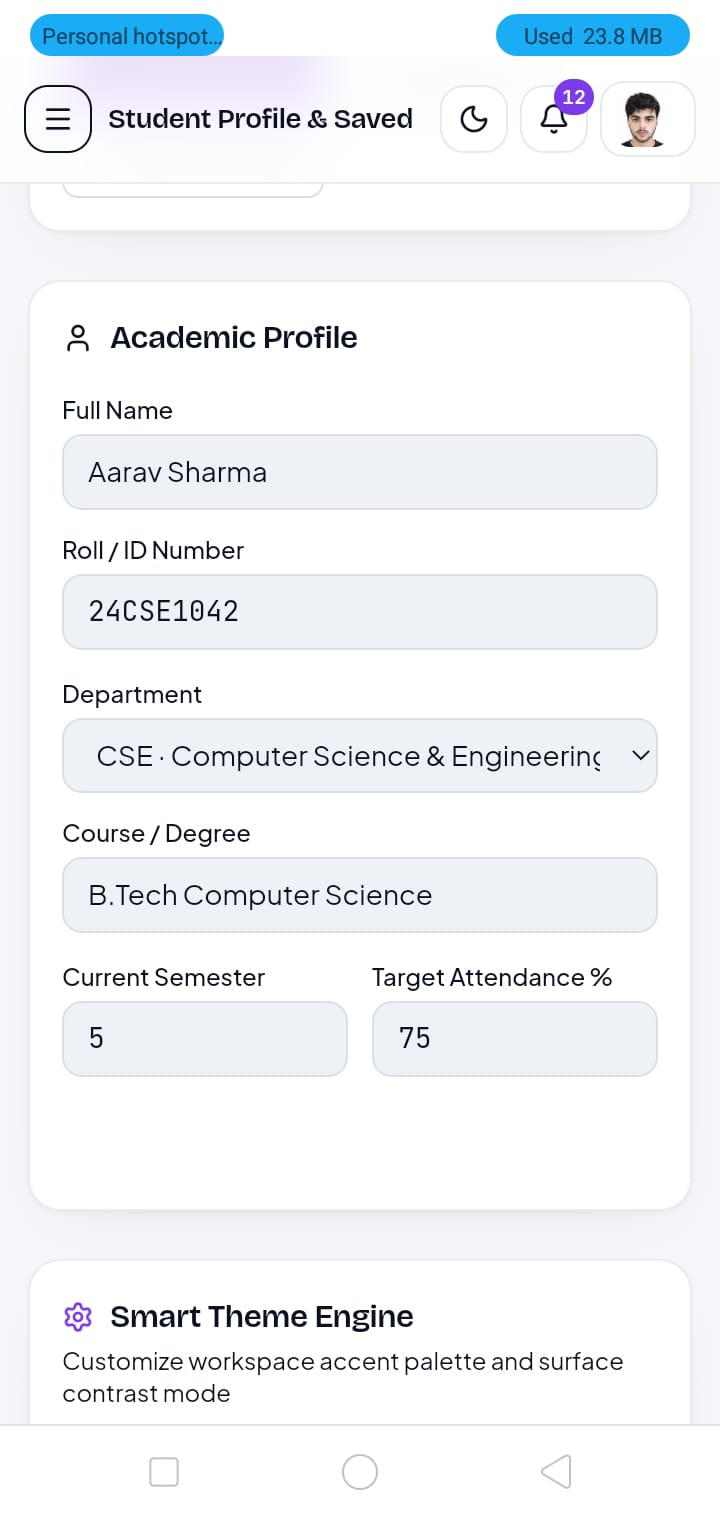 Personal hotspot...
Used 23.8 MB
Student Profile & Saved
12
Academic Profile
Full Name
Aarav Sharma
Roll / ID Number
24CSE1042
Department
CSE · Computer Science & Engineering
Course / Degree
B.Tech Computer Science
Current Semester
Target Attendance %
5
75
Smart Theme Engine
Customize workspace accent palette and surface
contrast mode